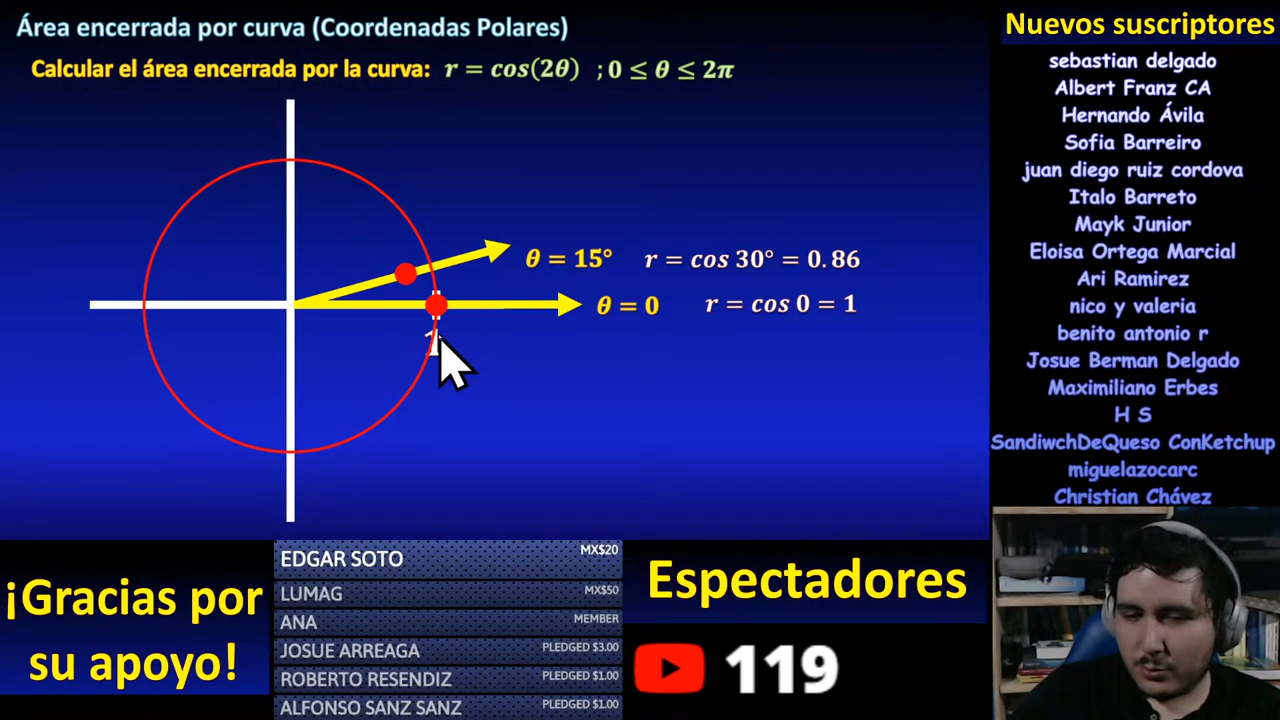 Área encerrada por curva (Coordenadas Polares)
Calcular el área encerrada por la curva: r = cos(2θ) ; 0 ≤ θ ≤ 2π
θ = 15° r = cos 30° = 0.86
θ = 0 r = cos 0 = 1
1
Nuevos suscriptores
sebastian delgado
Albert Franz CA
Hernando Ávila
Sofia Barreiro
juan diego ruiz cordova
Italo Barreto
Mayk Junior
Eloisa Ortega Marcial
Ari Ramirez
nico y valeria
benito antonio r
Josue Berman Delgado
Maximiliano Erbes
H S
SandiwchDeQueso ConKetchup
miguelazocarc
Christian Chávez
¡Gracias por
su apoyo!
EDGAR SOTO MX$20
LUMAG MX$50
ANA MEMBER
JOSUE ARREAGA PLEDGED $3.00
ROBERTO RESENDIZ PLEDGED $1.00
ALFONSO SANZ SANZ PLEDGED $1.00
Espectadores
119